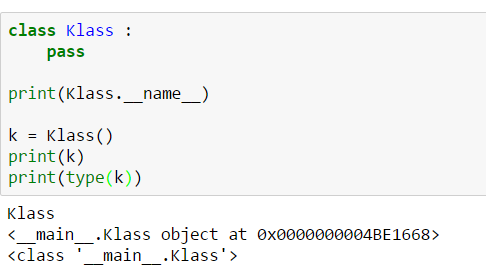 class Klass :
    pass
print(Klass.__name__)
k = Klass()
print(k)
print(type(k))
Klass
<__main__.Klass object at 0x0000000004BE1668>
<class '__main__.Klass'>